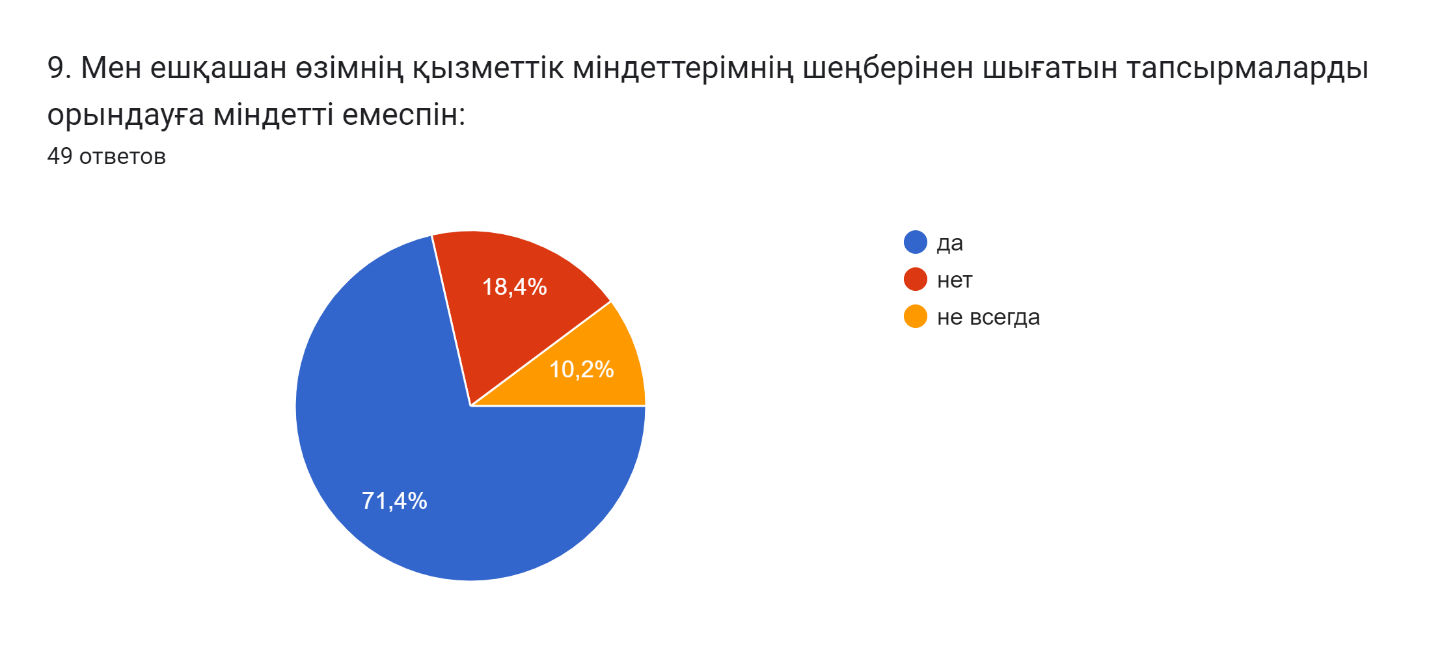 9. Мен ешқашан өзімнің қызметтік міндеттерімнің шеңберінен шығатын тапсырмаларды
орындауға міндетті емеспін:
49 ответов
да
нет
не всегда
18,4%
10,2%
71,4%